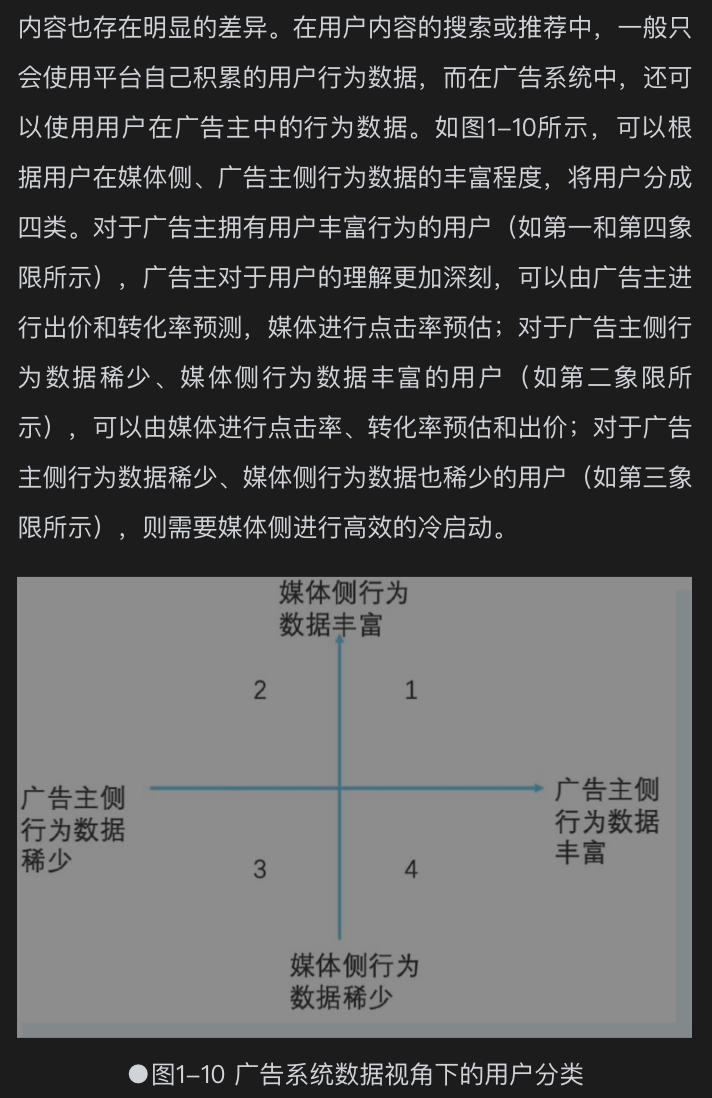 内容也存在明显的差异。在用户内容的搜索或推荐中，一般只
会使用平台自己积累的用户行为数据，而在广告系统中，还可
以使用用户在广告主中的行为数据。如图1-10所示，可以根
据用户在媒体侧、广告主侧行为数据的丰富程度，将用户分成
四类。对于广告主拥有用户丰富行为的用户（如第一和第四象
限所示），广告主对于用户的理解更加深刻，可以由广告主进
行出价和转化率预测，媒体进行点击率预估；对于广告主侧行
为数据稀少、媒体侧行为数据丰富的用户（如第二象限所
示），可以由媒体进行点击率、转化率预估和出价；对于广告
主侧行为数据稀少、媒体侧行为数据也稀少的用户（如第三象
限所示），则需要媒体侧进行高效的冷启动。
媒体侧行为
数据丰富
2
1
广告主侧
行为数据
稀少
广告主侧
行为数据
丰富
3
4
媒体侧行为
数据稀少
●图1-10 广告系统数据视角下的用户分类